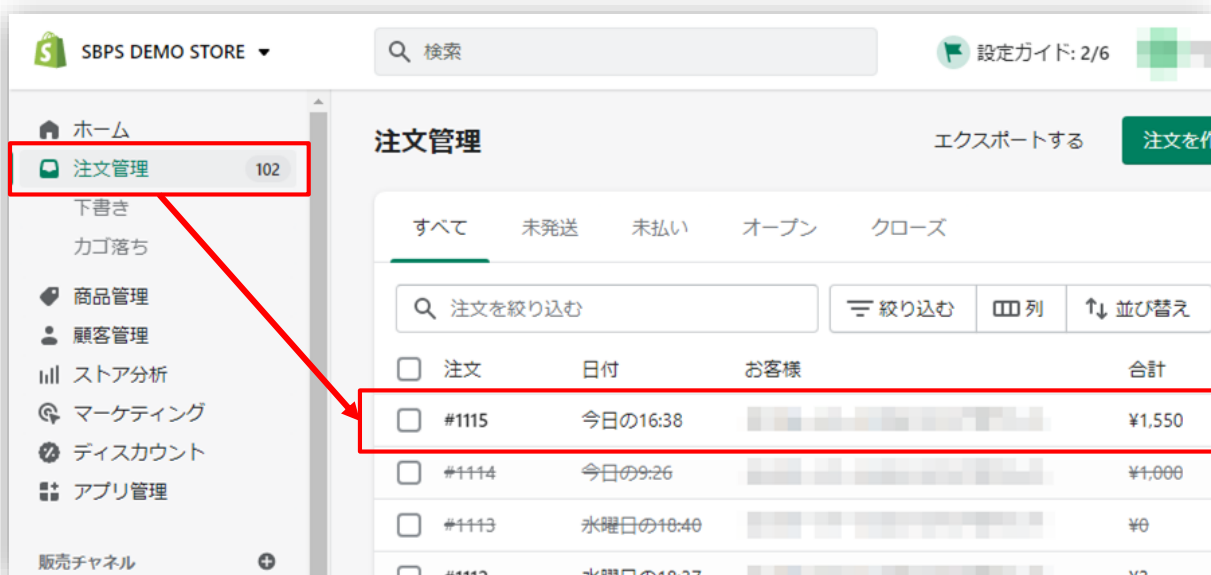 SBPS DEMO STORE
検索
設定ガイド: 2/6
ホーム
注文管理 102
下書き
カゴ落ち
商品管理
顧客管理
ストア分析
マーケティング
ディスカウント
アプリ管理
販売チャネル
注文管理
エクスポートする
注文を作
すべて 未発送 未払い オープン クローズ
注文を絞り込む
絞り込む 列 並び替え
注文 日付 お客様 合計
#1115 今日の16:38 ¥1,550
#1114 今日の9:26 ¥1,000
#1113 水曜日の18:40 ¥0